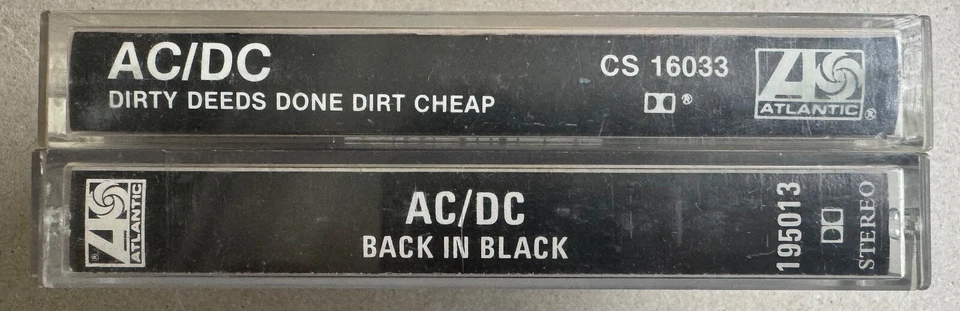 AC/DC
DIRTY DEEDS DONE DIRT CHEAP
CS 16033
®
ATLANTIC®
ATLANTIC
®
AC/DC
BACK IN BLACK
195013
STEREO